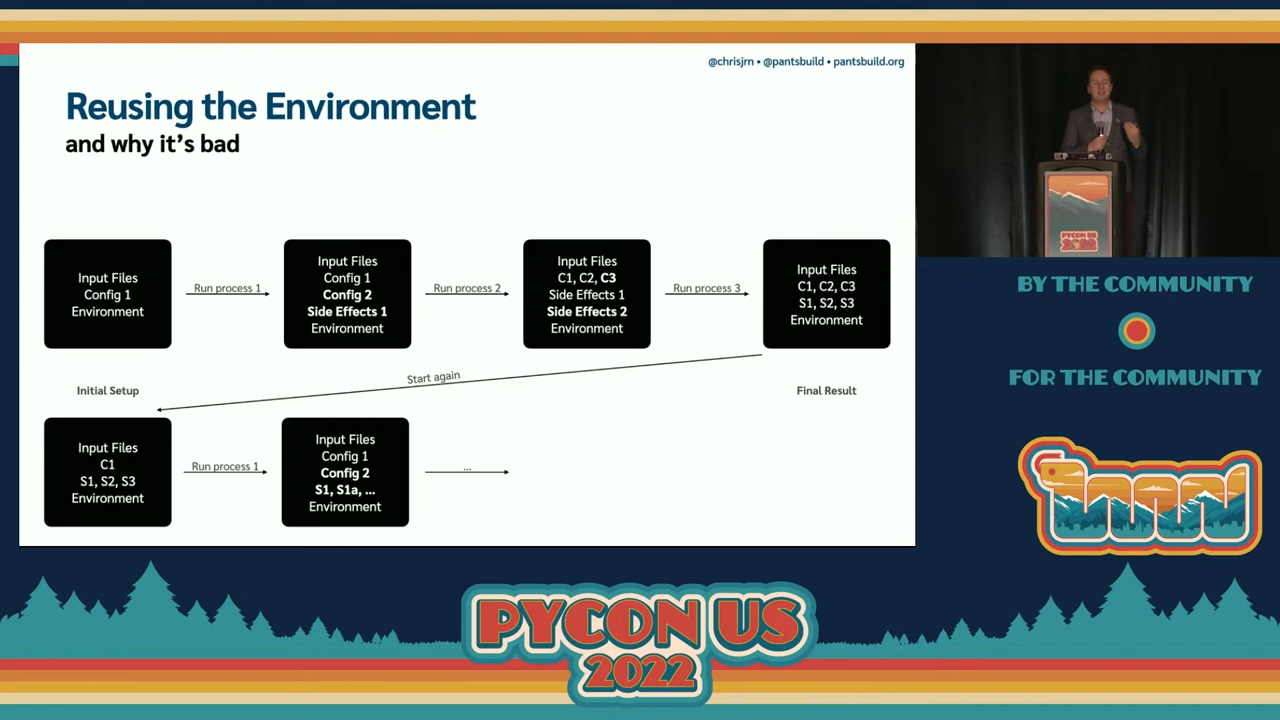 @chrisjrn • @pantsbuild • pantsbuild.org
Reusing the Environment
and why it's bad
Input Files
Config 1
Environment
Run process 1
Input Files
Config 1
Config 2
Side Effects 1
Environment
Run process 2
Input Files
C1, C2, C3
Side Effects 1
Side Effects 2
Environment
Run process 3
Input Files
C1, C2, C3
S1, S2, S3
Environment
Initial Setup
Start again
Final Result
Input Files
C1
S1, S2, S3
Environment
Run process 1
Input Files
Config 1
Config 2
S1, S1a, ...
Environment
...
PYCON US
2022
BY THE COMMUNITY
FOR THE COMMUNITY
PYCON US
2022